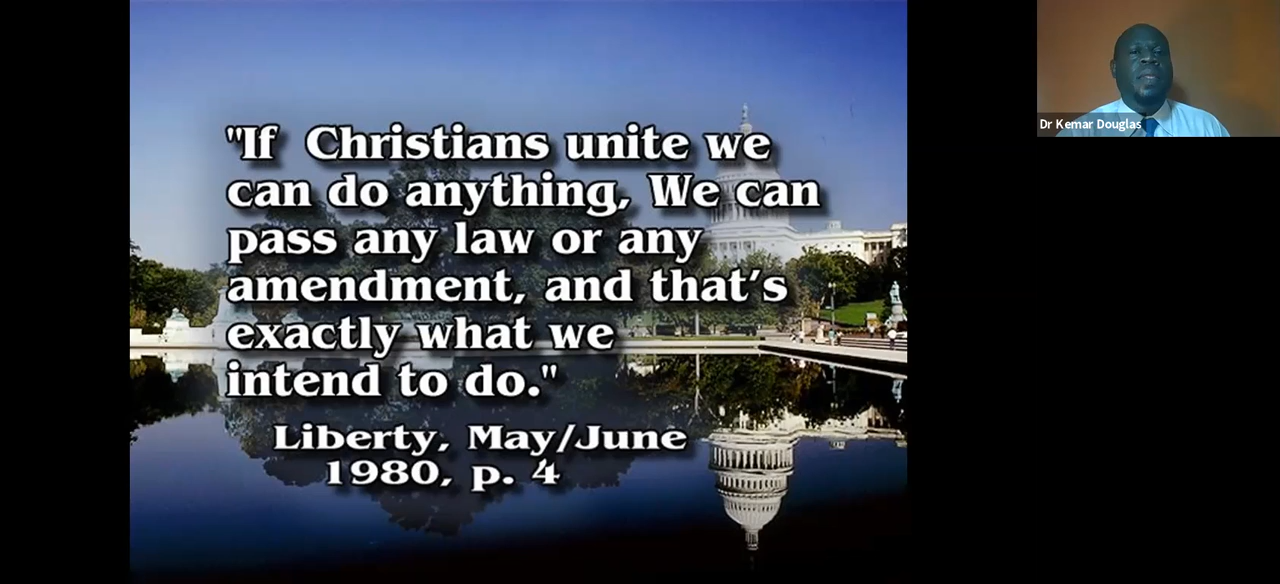 "If Christians unite we
can do anything, We can
pass any law or any
amendment, and that's
exactly what we
intend to do."
Liberty, May/June
1980, p. 4
Dr Kemar Douglas